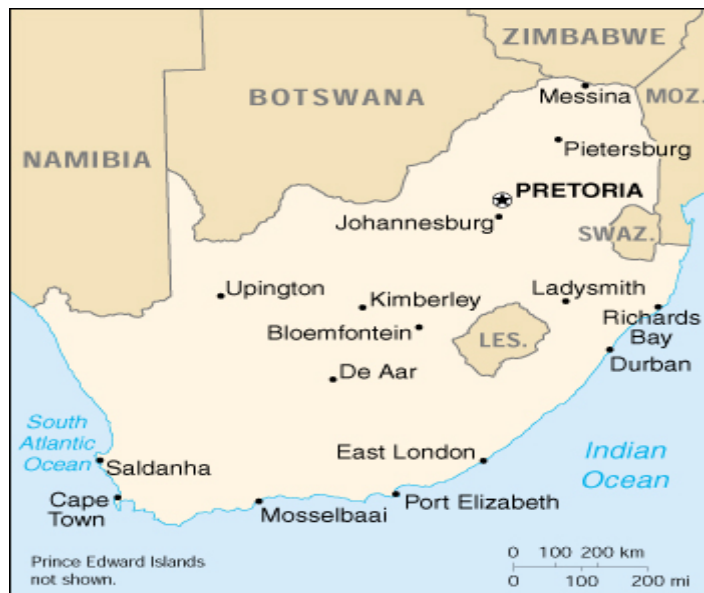 ZIMBABWE
BOTSWANA
Messina
MOZ.
NAMIBIA
Pietersburg
PRETORIA
Johannesburg
SWAZ.
Upington
Kimberley
Ladysmith
Richards
Bay
Bloemfontein
LES.
Durban
De Aar
South
Atlantic
Ocean
Saldanha
East London
Indian
Ocean
Cape
Town
Mosselbaai
Port Elizabeth
Prince Edward Islands
not shown.
0 100 200 km
0 100 200 mi